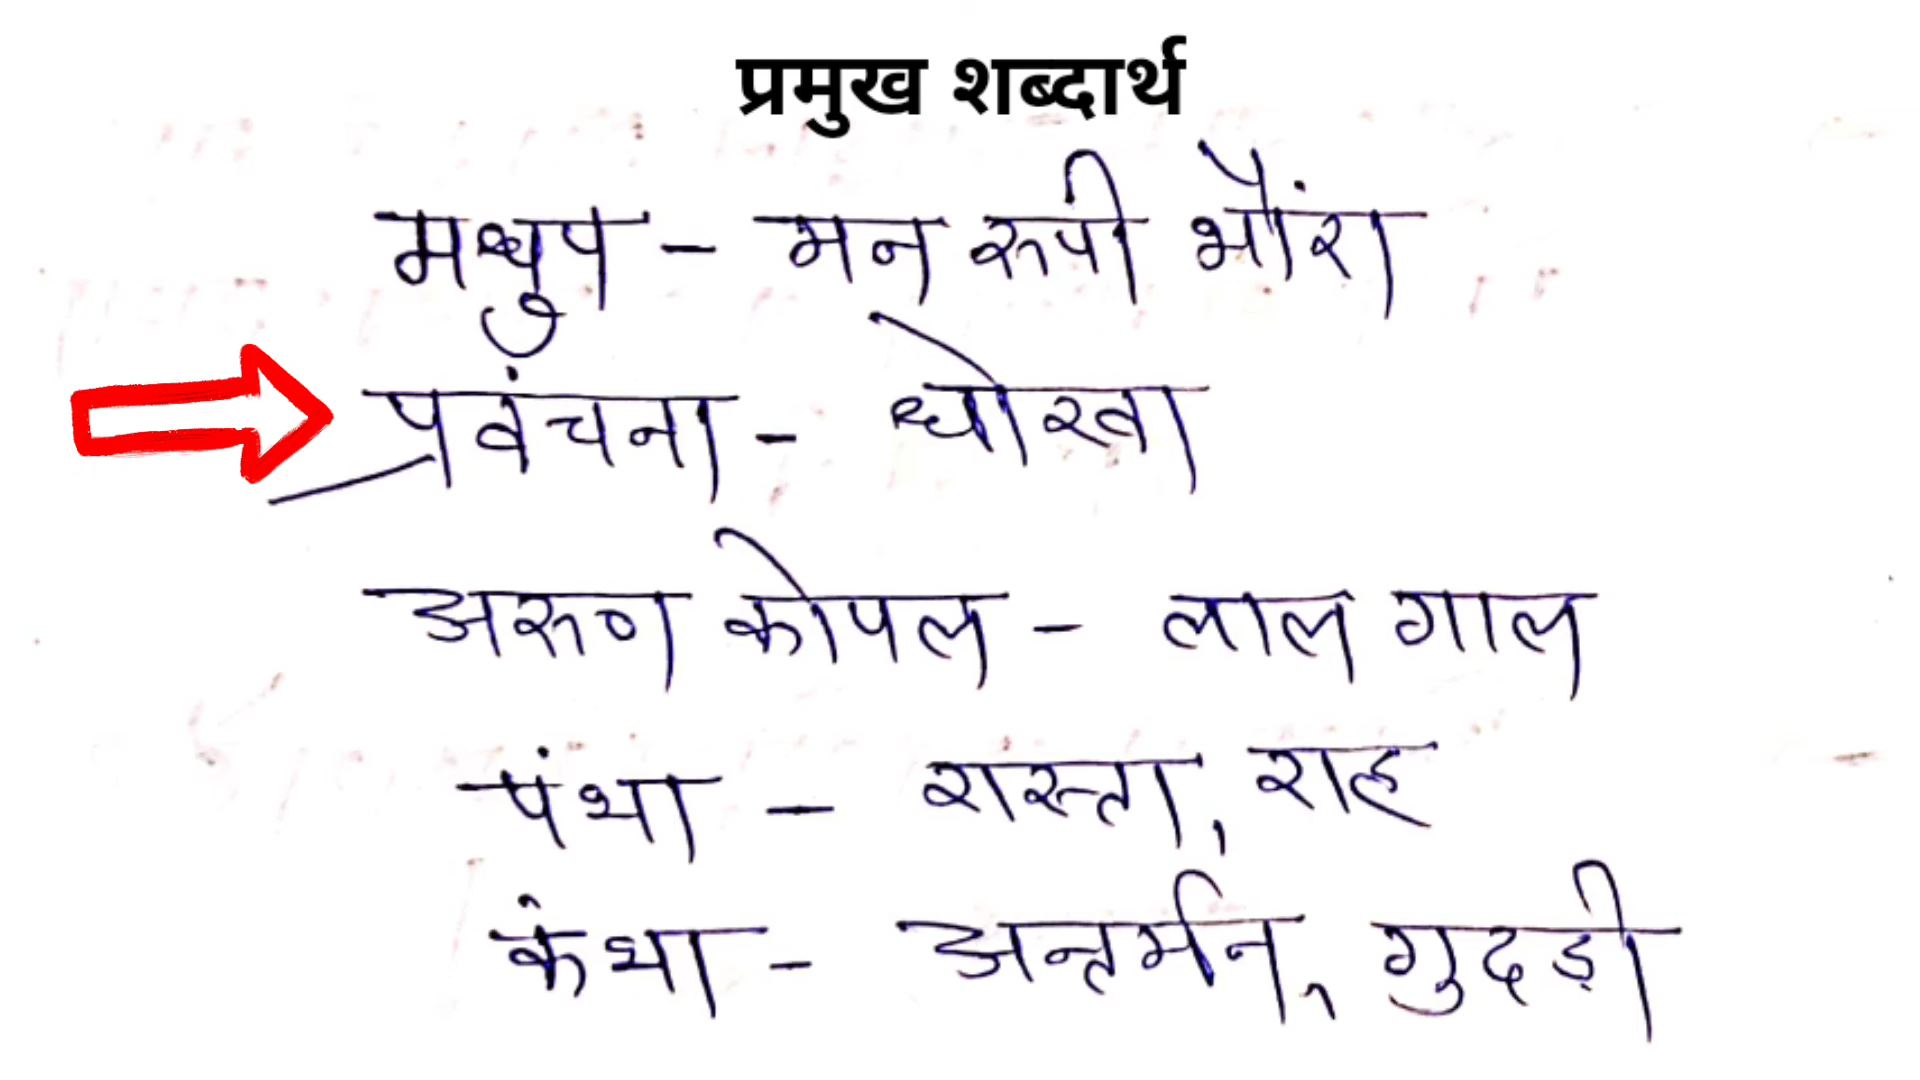 प्रमुख शब्दार्थ
मधुप - मन रूपी भौंरा
प्रवंचना - धोखा
अरुण कोपल - लाल गाल
पंथा - रास्ता, राह
कंथा - अन्तर्मन, गुदड़ी